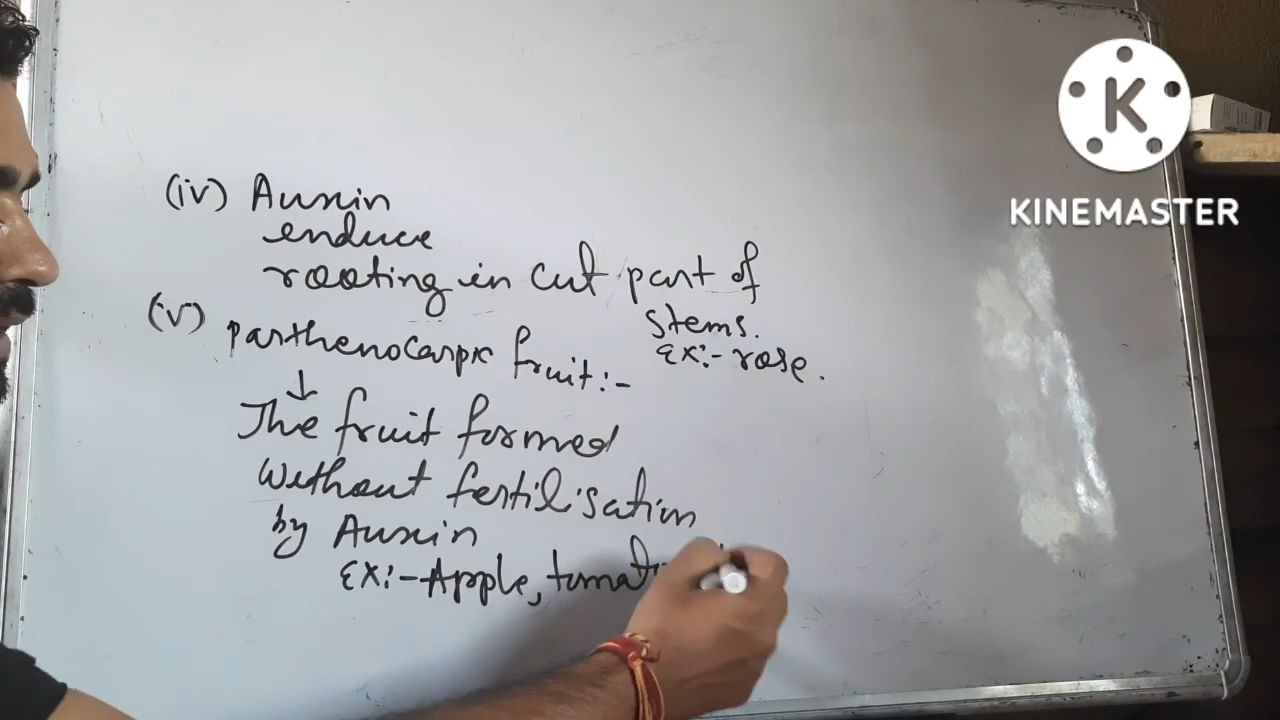 (iv) Auxin
enduce
rooting in cut part of
stems.
Ex:- rose.
(v) parthenocarpic fruit:-
↓
The fruit formed
without fertilisation
by Auxin
Ex:- Apple,
K
KINEMASTER